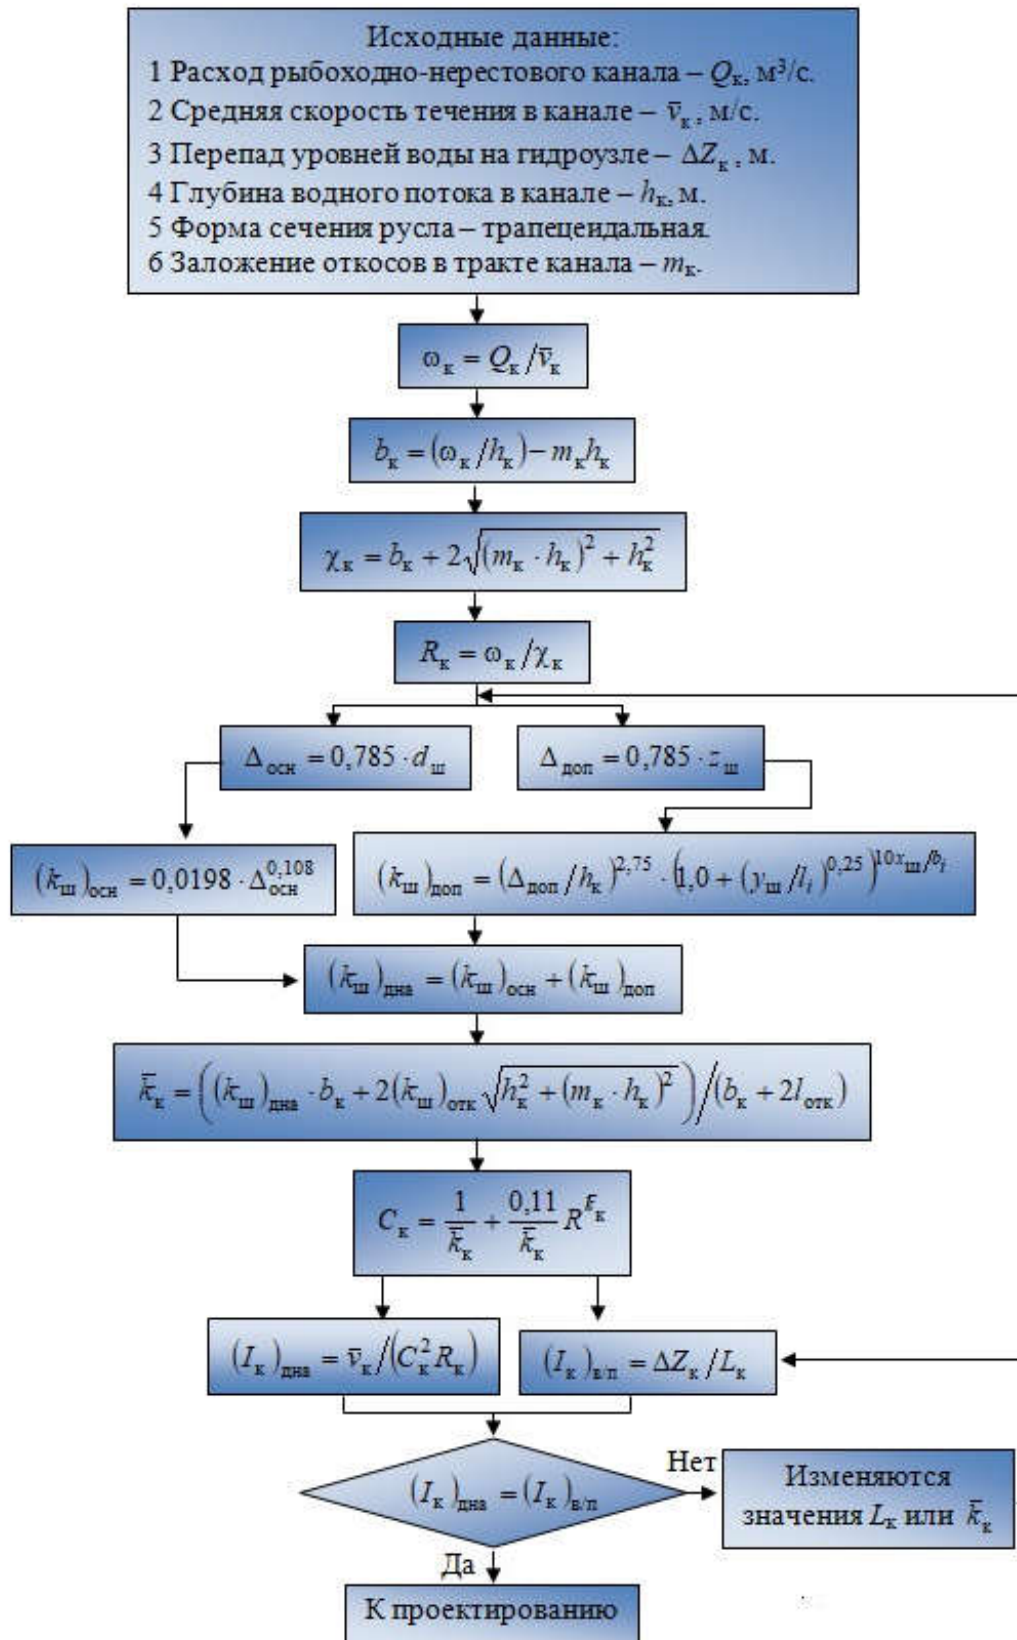 Исходные данные:
1 Расход рыбоходно-нерестового канала – Qк, м³/с.
2 Средняя скорость течения в канале – v̄к, м/с.
3 Перепад уровней воды на гидроузле – ΔZк, м.
4 Глубина водного потока в канале – hк, м.
5 Форма сечения русла – трапецеидальная.
6 Заложение откосов в тракте канала – mк.
ωк = Qк/v̄к
bк = (ωк/hк) − mкhк
χк = bк + 2√((mк · hк)² + hк²)
Rк = ωк/χк
Δосн = 0,785 · dш
Δдоп = 0,785 · zш
(kш)осн = 0,0198 · Δосн^0,108
(kш)доп = (Δдоп/hк)^2,75 · (1,0 + (yш/li)^0,25)^10xш/bi
(kш)дна = (kш)осн + (kш)доп
k̄к = ((kш)дна · bк + 2(kш)отк √(hк² + (mк · hк)²))/(bк + 2lотк)
Cк = 1/k̄к + 0,11/k̄к R^k̄к
(Iк)дна = v̄к/(Cк²Rк)
(Iк)в/п = ΔZк/Lк
(Iк)дна = (Iк)в/п
Нет
Изменяются
значения Lк или k̄к
Да
К проектированию